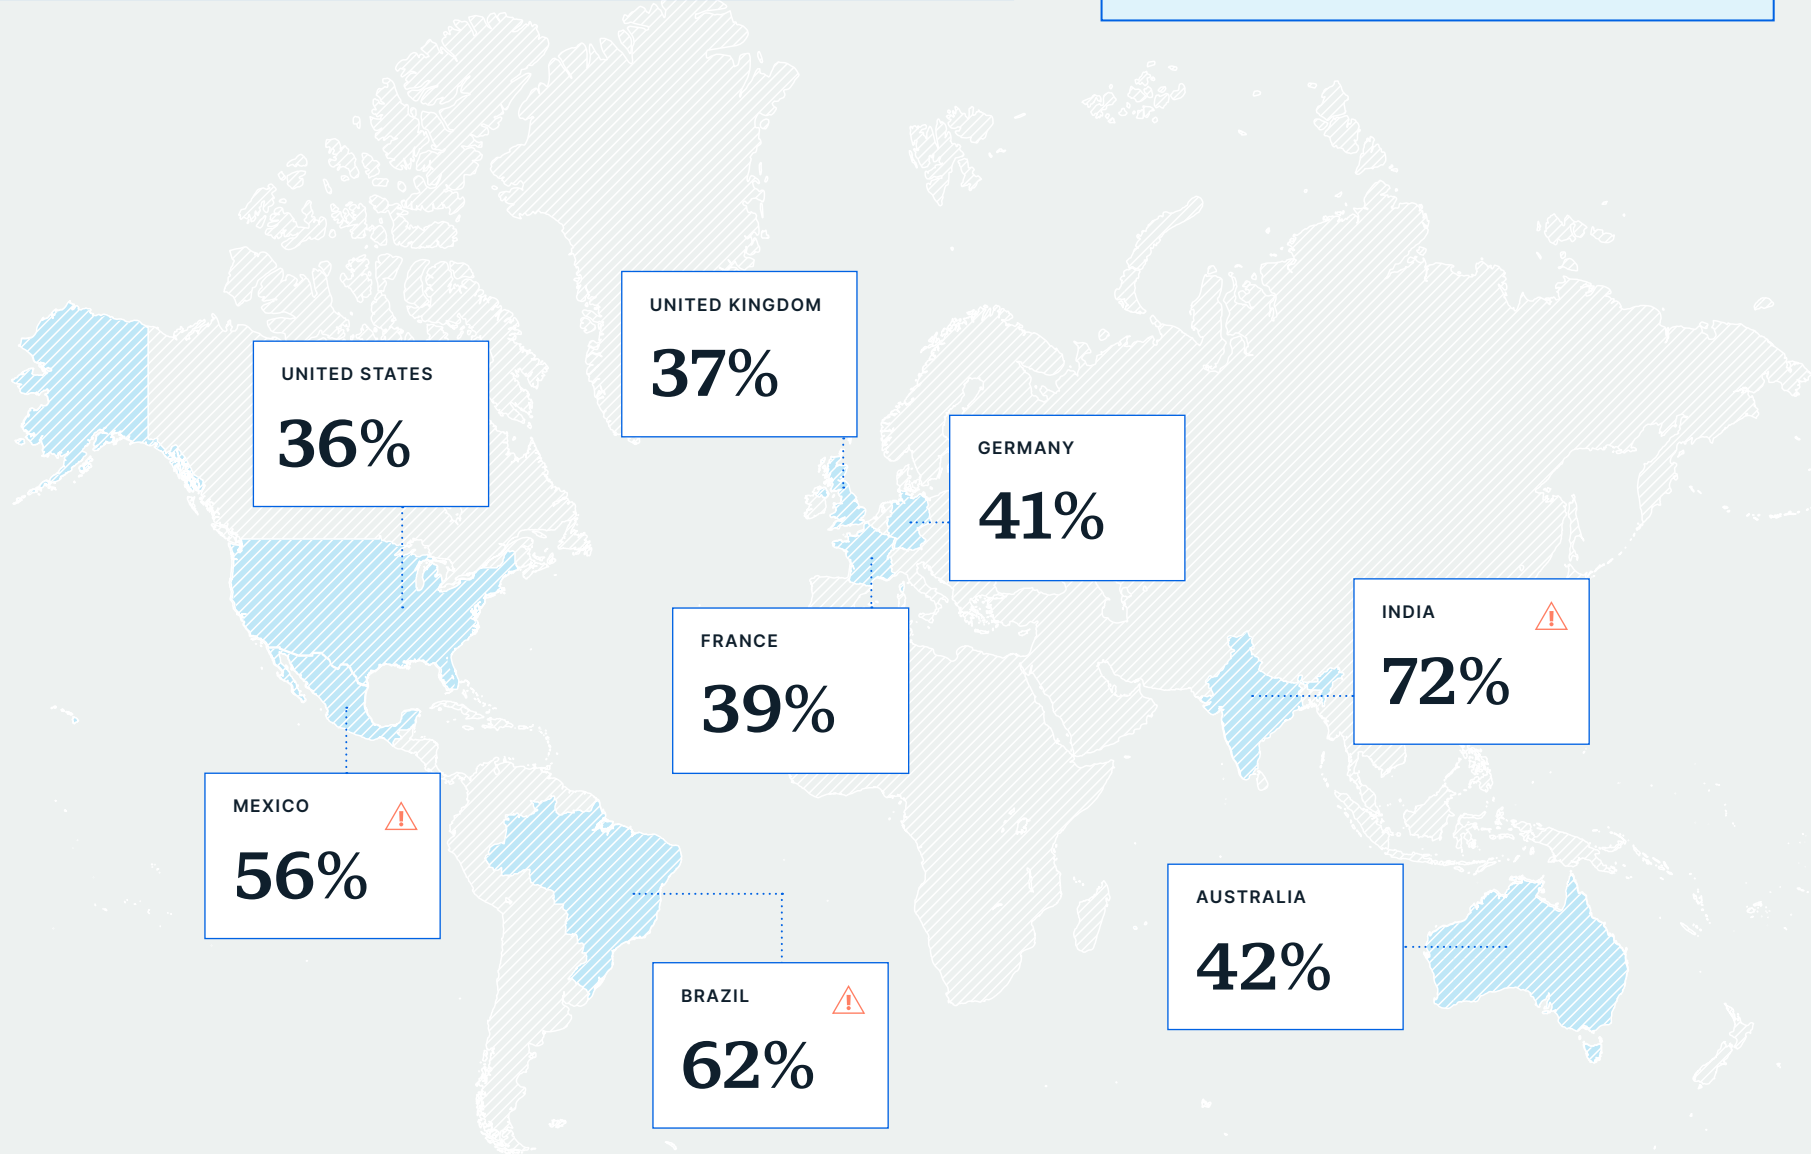 UNITED KINGDOM
37%
UNITED STATES
36%
GERMANY
41%
INDIA
72%
FRANCE
39%
MEXICO
56%
AUSTRALIA
42%
BRAZIL
62%